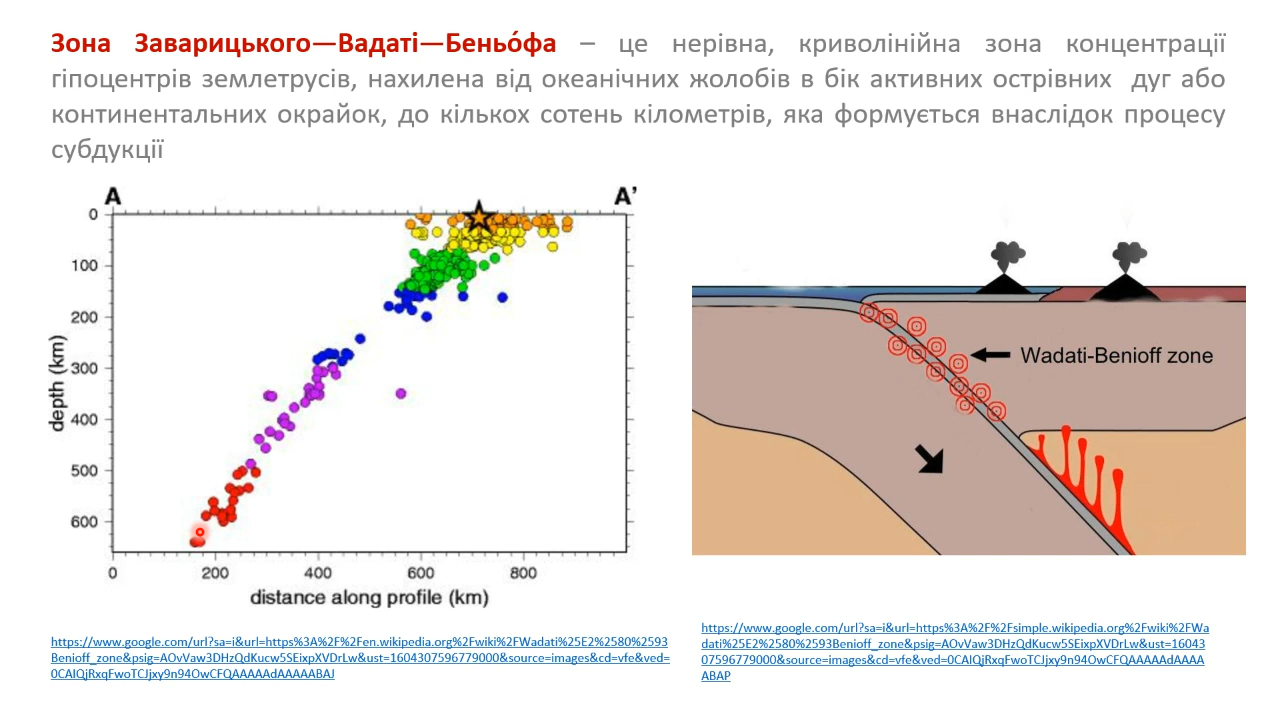 Зона Заварицького—Вадаті—Беньо́фа – це нерівна, криволінійна зона концентрації
гіпоцентрів землетрусів, нахилена від океанічних жолобів в бік активних острівних дуг або
континентальних окрайок, до кількох сотень кілометрів, яка формується внаслідок процесу
субдукції
A A’
0
100
200
300
400
500
600
depth (km)
0 200 400 600 800
distance along profile (km)
Wadati-Benioff zone
https://www.google.com/url?sa=i&url=https%3A%2F%2Fen.wikipedia.org%2Fwiki%2FWadati%25E2%2580%2593
Benioff_zone&psig=AOvVaw3DHzQdKucw5SEixpXVDrLw&ust=1604307596779000&source=images&cd=vfe&ved=
0CAIQjRxqFwoTCJjxy9n94OwCFQAAAAAdAAAAABAJ
https://www.google.com/url?sa=i&url=https%3A%2F%2Fsimple.wikipedia.org%2Fwiki%2FWa
dati%25E2%2580%2593Benioff_zone&psig=AOvVaw3DHzQdKucw5SEixpXVDrLw&ust=16043
07596779000&source=images&cd=vfe&ved=0CAIQjRxqFwoTCJjxy9n94OwCFQAAAAAdAAAA
ABAP